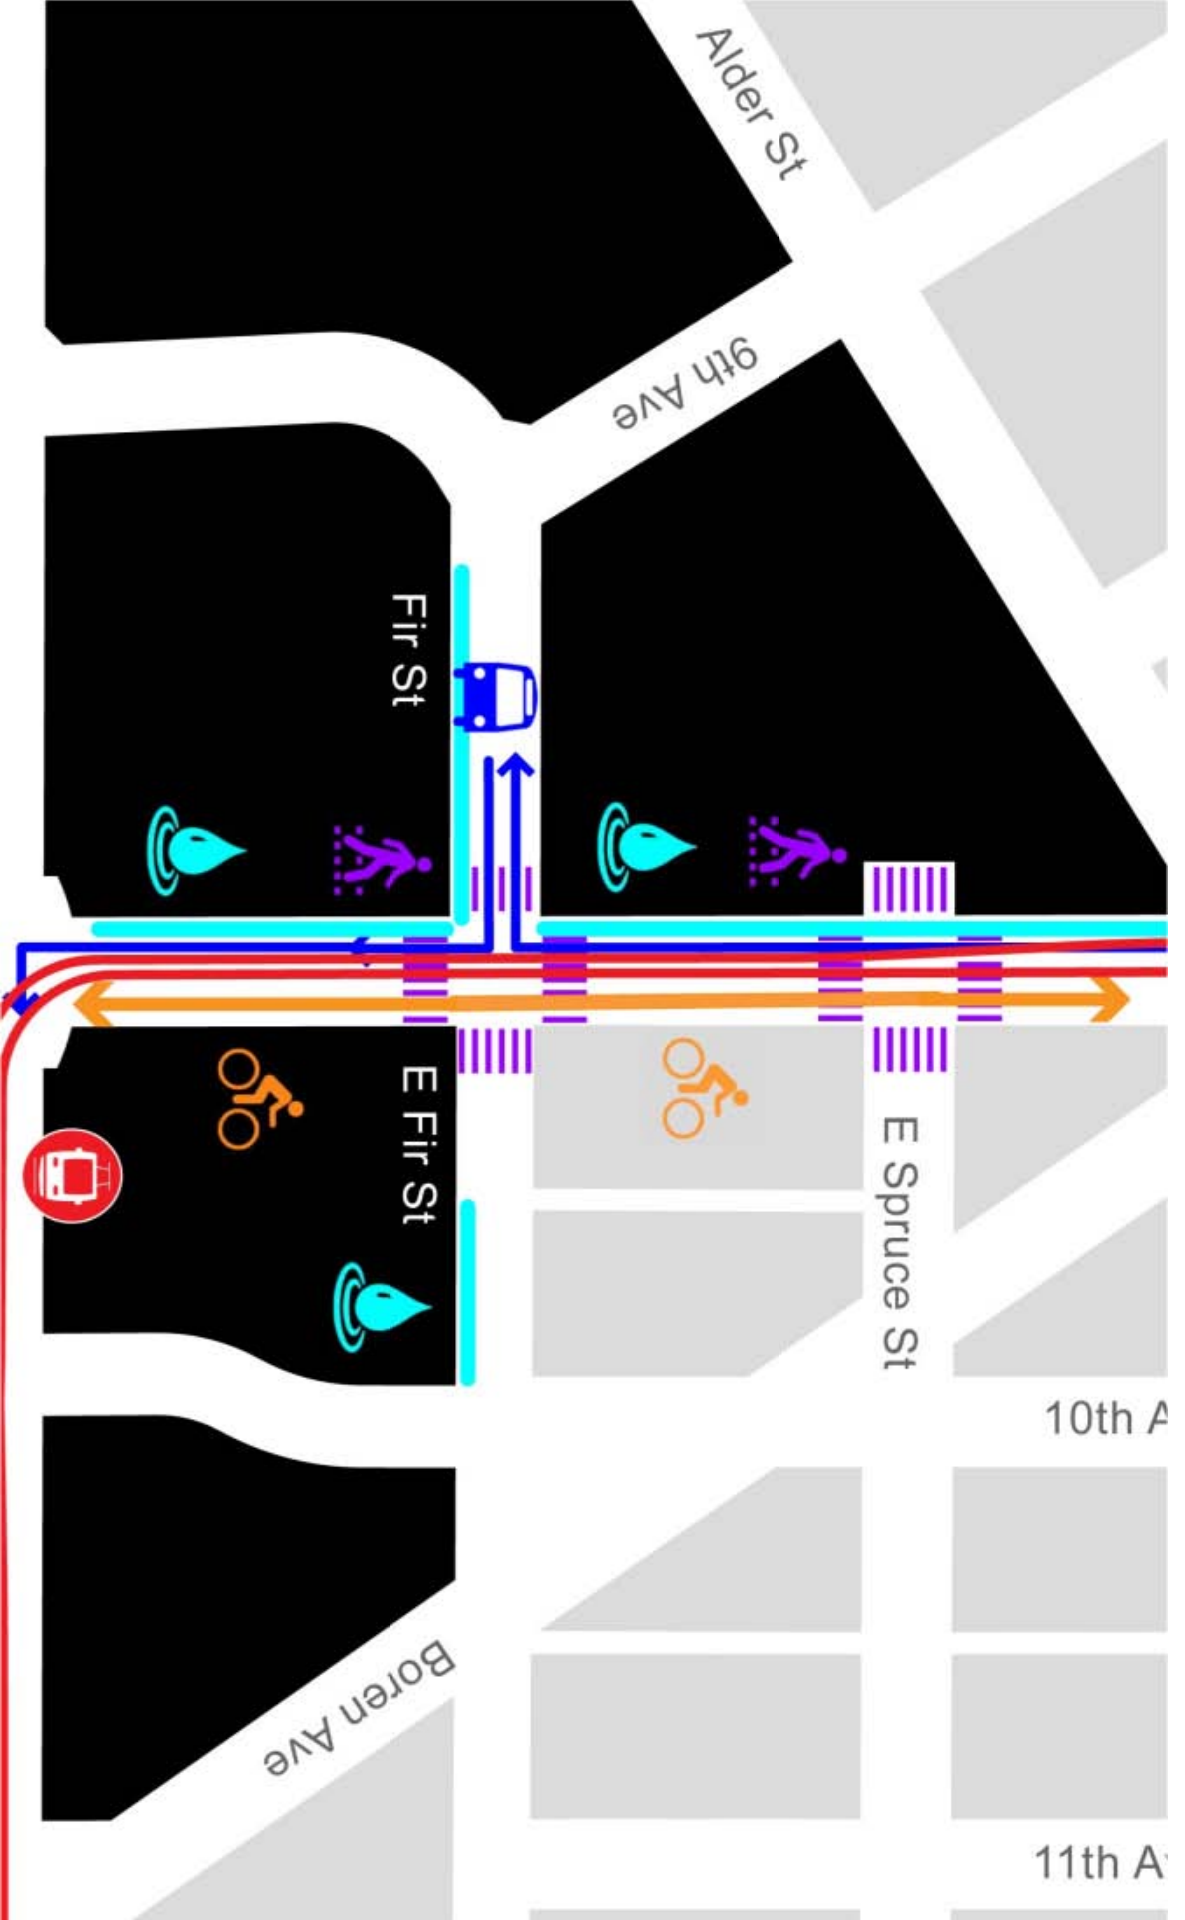 Alder St
9th Ave
Fir St
E Fir St
E Spruce St
10th A
Boren Ave
11th A